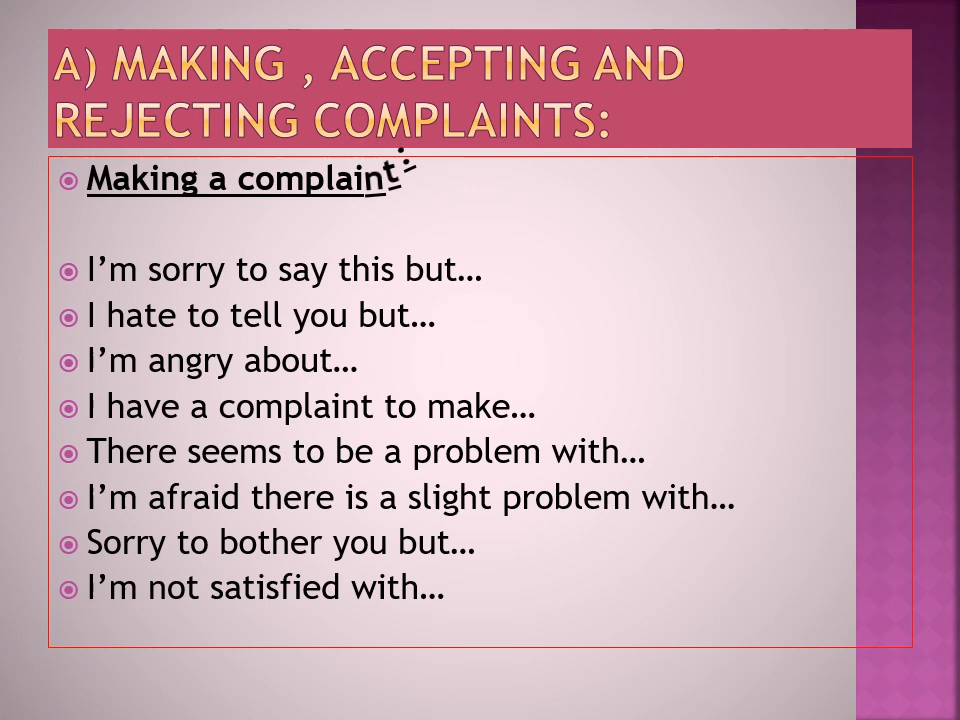 A) MAKING , ACCEPTING AND
REJECTING COMPLAINTS:
Making a complaint:
I’m sorry to say this but…
I hate to tell you but…
I’m angry about…
I have a complaint to make…
There seems to be a problem with…
I’m afraid there is a slight problem with…
Sorry to bother you but…
I’m not satisfied with…